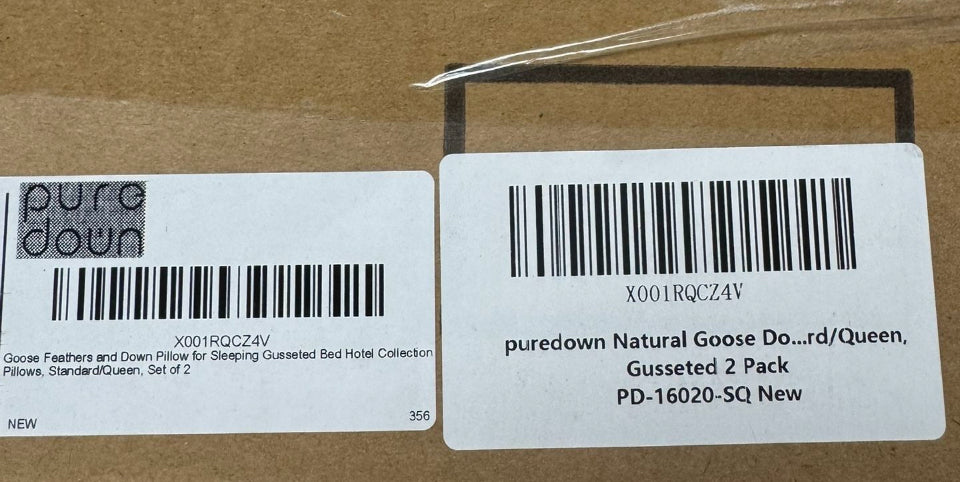 pure
down
X001RQCZ4V
Goose Feathers and Down Pillow for Sleeping Gusseted Bed Hotel Collection
Pillows, Standard/Queen, Set of 2
NEW
356
X001RQCZ4V
puredown Natural Goose Do...rd/Queen,
Gusseted 2 Pack
PD-16020-SQ New